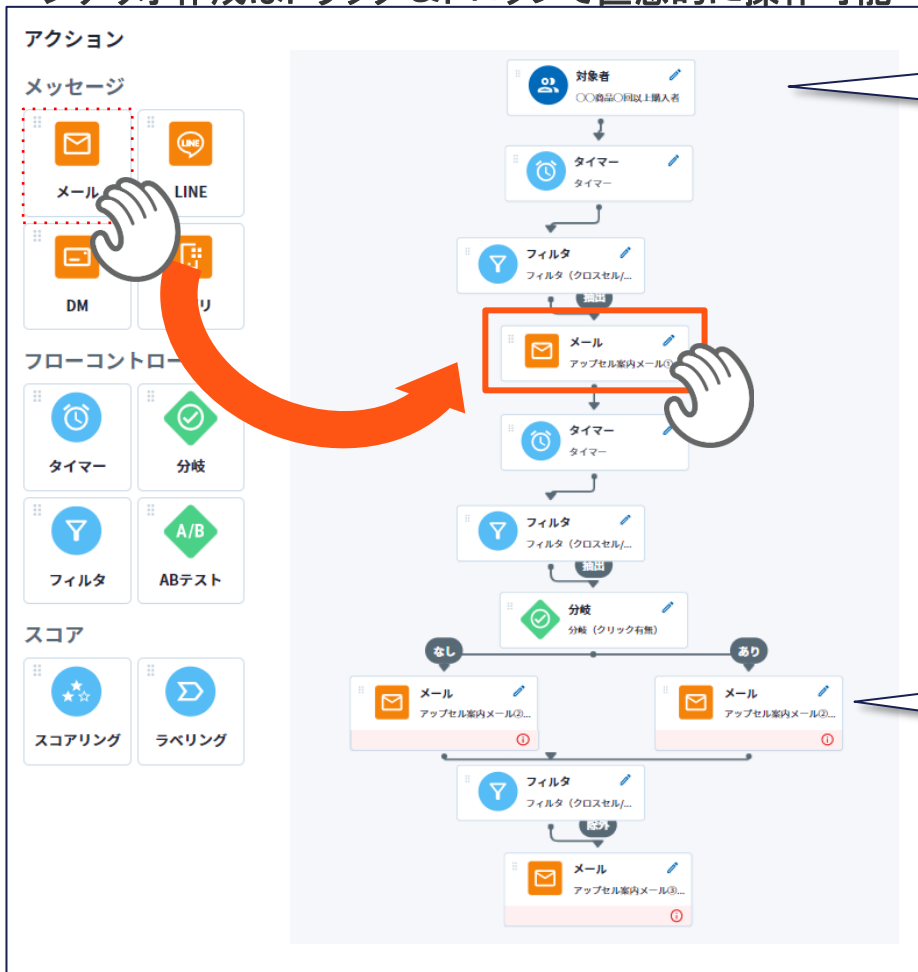 アクション
メッセージ
メール
LINE
DM
リ
フローコントロー
タイマー
分岐
フィルタ
A/B
ABテスト
スコア
スコアリング
ラベリング
対象者
〇〇商品〇回以上購入者
タイマー
タイマー
フィルタ
フィルタ（クロスセル/...
抽出
メール
アップセル案内メール①
タイマー
タイマー
フィルタ
フィルタ（クロスセル/...
抽出
分岐
分岐（クリック有無）
なし
あり
メール
アップセル案内メール②...
メール
アップセル案内メール②...
フィルタ
フィルタ（クロスセル/...
除外
メール
アップセル案内メール③...